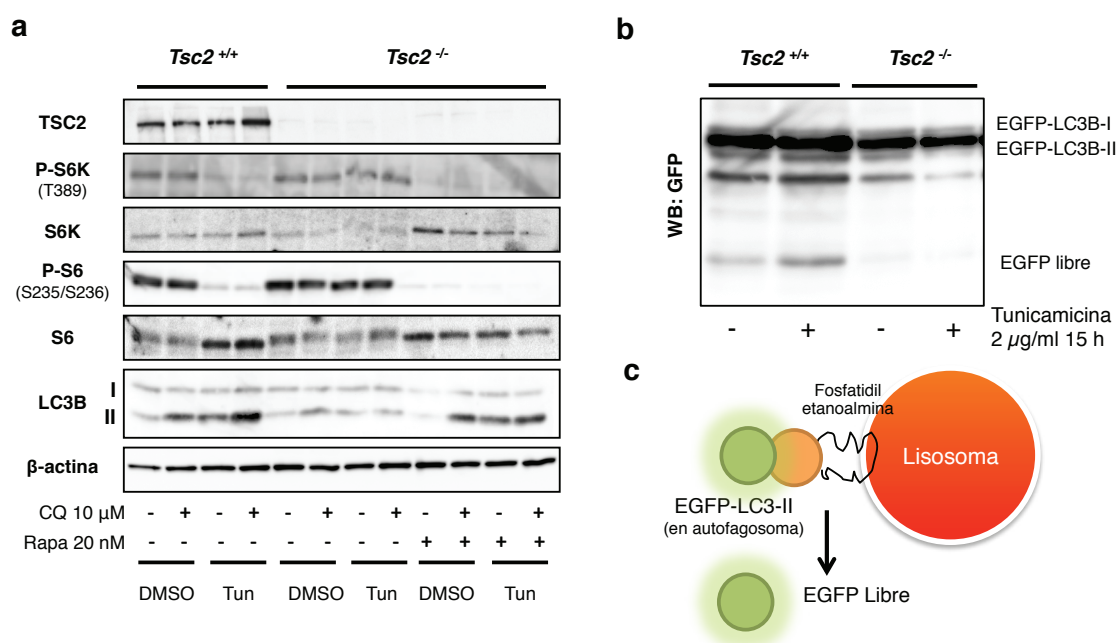 a
Tsc2 +/+
Tsc2 -/-
TSC2
P-S6K
(T389)
S6K
P-S6
(S235/S236)
S6
LC3B
I
II
β-actina
CQ 10 μM - + - + - + - + - + - +
Rapa 20 nM - - - - - - - - + + + +
DMSO Tun DMSO Tun DMSO Tun
b
Tsc2 +/+
Tsc2 -/-
WB: GFP
EGFP-LC3B-I
EGFP-LC3B-II
EGFP libre
- + - +
Tunicamicina
2 μg/ml 15 h
c
Fosfatidil
etanoalmina
Lisosoma
EGFP-LC3-II
(en autofagosoma)
EGFP Libre